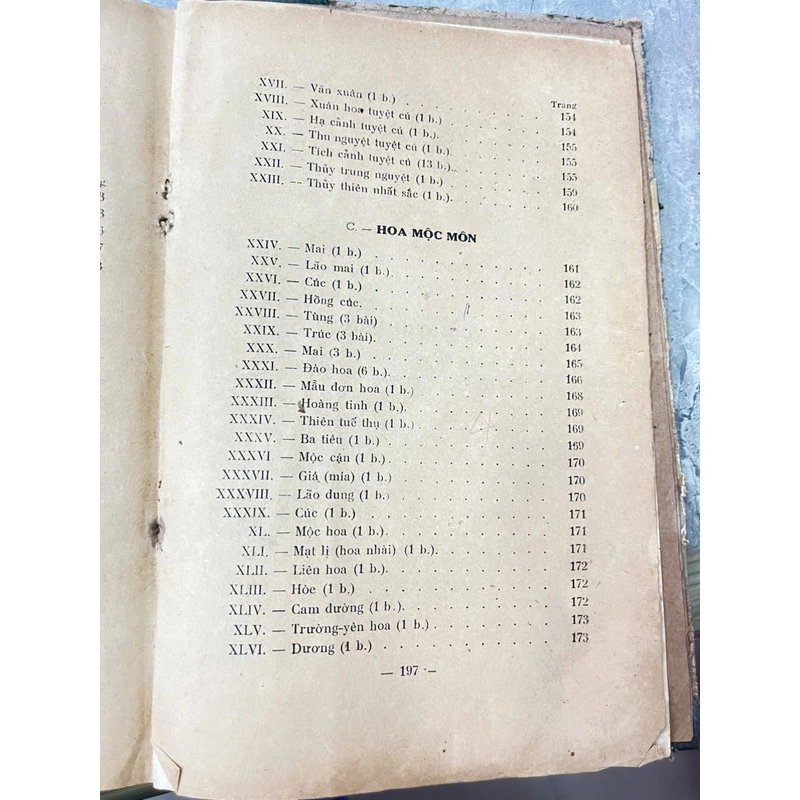 Trang
XVII. — Văn xuân (1 b.) . . . . . . . . 154
XVIII. — Xuân hoa tuyệt cú (1 b.) . . . . . . 154
XIX. — Hạ cảnh tuyệt cú (1 b.). . . . . . . 155
XX. — Thu nguyệt tuyệt cú (1 b.). . . . . . 155
XXI. — Tích cảnh tuyệt cú (13 b.). . . . . . 155
XXII. — Thủy trung nguyệt (1 b.) . . . . . . 159
XXIII. — Thủy thiên nhất sắc (1 b.). . . . . . 160
C. — HOA MỘC MÔN
XXIV. — Mai (1 b.) . . . . . . . . . 161
XXV. — Lão mai (1 b.). . . . . . . . . 162
XXVI. — Cúc (1 b.) . . . . . . . . . 162
XXVII. — Hồng cúc. . . . . . . . . . 163
XXVIII. — Tùng (3 bài) . . . . . . . . . 163
XXIX. — Trúc (3 bài). . . . . . . . . 164
XXX. — Mai (3 b.) . . . . . . . . . 165
XXXI. — Đào hoa (6 b.) . . . . . . . . 166
XXXII. — Mẫu đơn hoa (1 b.) . . . . . . . 168
XXXIII. — Hoàng tinh (1 b.). . . . . . . . 169
XXXIV. — Thiên tuế thụ (1 b.) . . . . . . . 169
XXXV. — Ba tiêu (1 b.) . . . . . . . . 169
XXXVI — Mộc cận (1 b.) . . . . . . . . 170
XXXVII. — Giá (mía) (1 b.) . . . . . . . . 170
XXXVIII. — Lão dung (1 b.) . . . . . . . . 170
XXXIX. — Cúc (1 b.) . . . . . . . . . 171
XL. — Mộc hoa (1 b.) . . . . . . . . 171
XLI. — Mạt lị (hoa nhài) (1 b.). . . . . . . 171
XLII. — Liên hoa (1 b.) . . . . . . . . 172
XLIII. — Hòe (1 b.) . . . . . . . . . 172
XLIV. — Cam đường (1 b.). . . . . . . . 172
XLV. — Trường-yên hoa (1 b.) . . . . . . . 173
XLVI. — Dương (1 b.) . . . . . . . . . 173
— 197 —